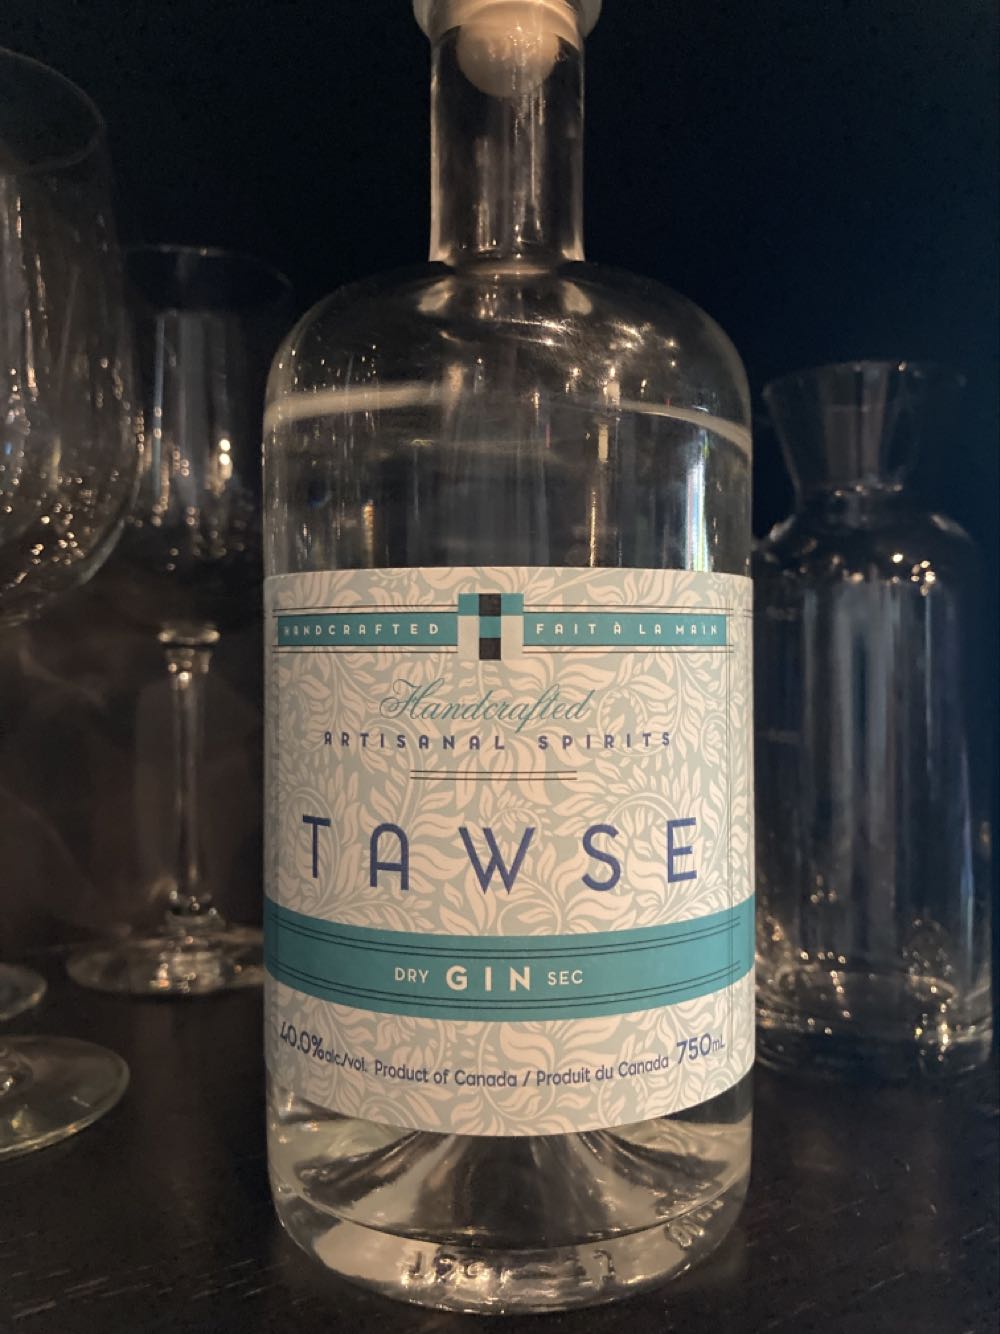 HANDCRAFTED FAIT À LA MAIN
Handcrafted
ARTISANAL SPIRITS
TAWSE
DRY GIN SEC
40.0% alc./vol. Product of Canada / Produit du Canada 750mL